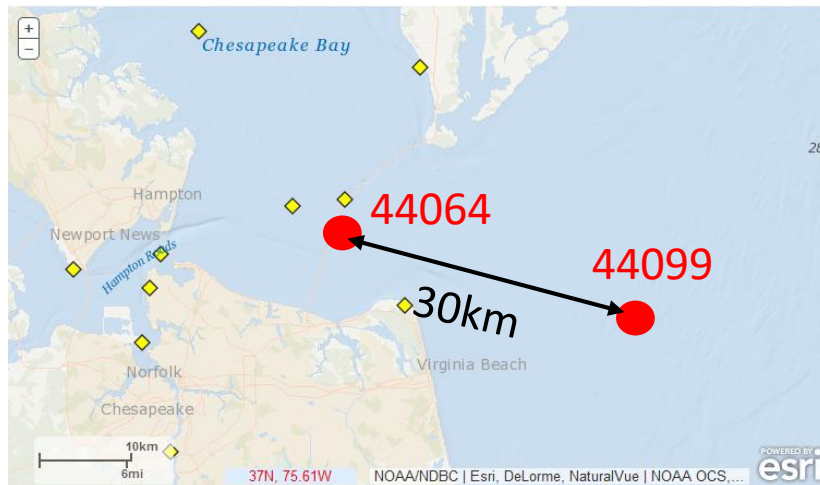 +
−
Chesapeake Bay
28
Hampton
44064
Newport News
Hampton Roads
44099
30km
Virginia Beach
Norfolk
Chesapeake
10km
6mi
37N, 75.61W
NOAA/NDBC | Esri, DeLorme, NaturalVue | NOAA OCS,...
POWERED BY
esri